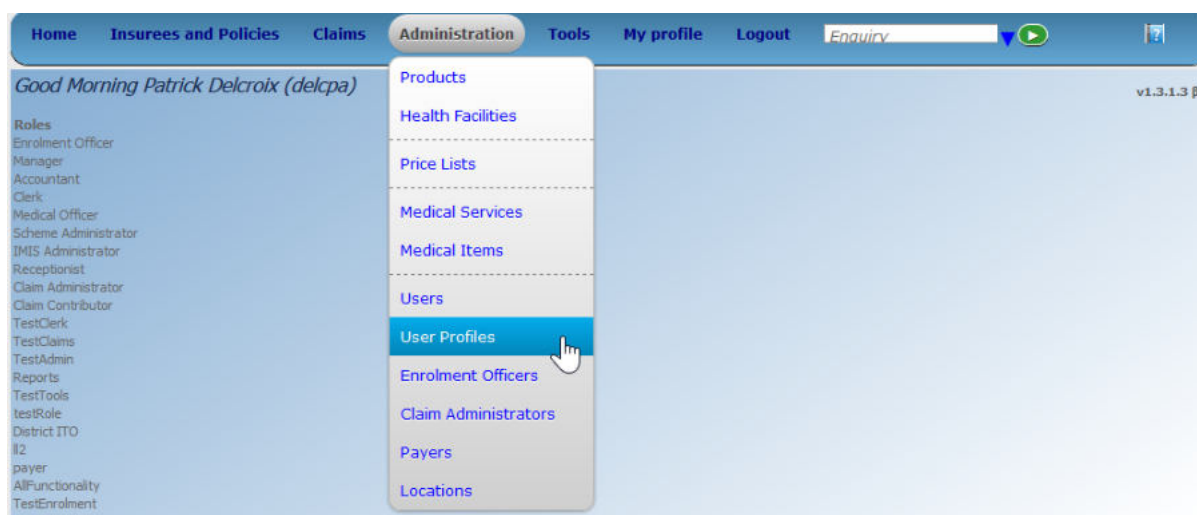 Home Insurees and Policies Claims Administration Tools My profile Logout Enquiry
Good Morning Patrick Delcroix (delcpa)
v1.3.1.3 β
Roles
Enrolment Officer
Manager
Accountant
Clerk
Medical Officer
Scheme Administrator
IMIS Administrator
Receptionist
Claim Administrator
Claim Contributor
TestClerk
TestClaims
TestAdmin
Reports
TestTools
testRole
District ITO
ll2
payer
AllFunctionality
TestEnrolment
Products
Health Facilities
Price Lists
Medical Services
Medical Items
Users
User Profiles
Enrolment Officers
Claim Administrators
Payers
Locations